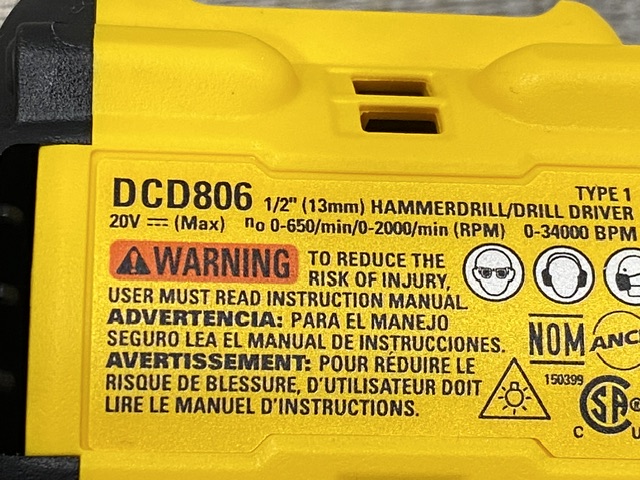 DCD806 1/2" (13mm) HAMMERDRILL/DRILL DRIVER
TYPE 1
20V ⎓ (Max) no 0-650/min/0-2000/min (RPM) 0-34000 BPM
WARNING TO REDUCE THE
RISK OF INJURY,
USER MUST READ INSTRUCTION MANUAL.
ADVERTENCIA: PARA EL MANEJO
SEGURO LEA EL MANUAL DE INSTRUCCIONES.
AVERTISSEMENT: POUR RÉDUIRE LE
RISQUE DE BLESSURE, D'UTILISATEUR DOIT
LIRE LE MANUEL D'INSTRUCTIONS.
NOM
ANCE
150399
SA®
C